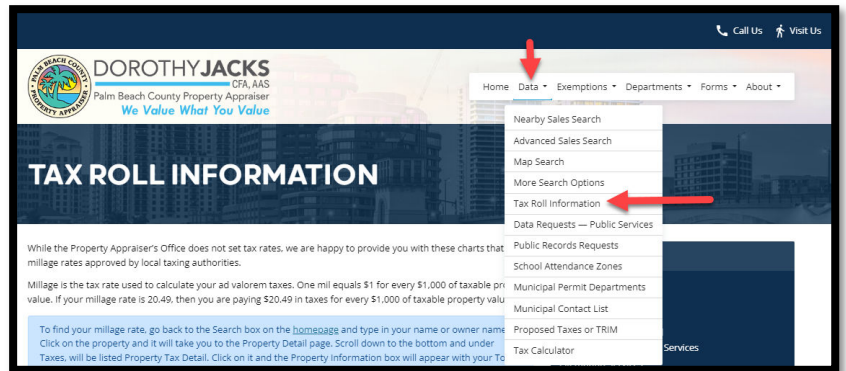 Call Us Visit Us
PALM BEACH COUNTY
PROPERTY APPRAISER
DOROTHY JACKS
CFA, AAS
Palm Beach County Property Appraiser
We Value What You Value
Home Data Exemptions Departments Forms About
Nearby Sales Search
Advanced Sales Search
Map Search
More Search Options
Tax Roll Information
Data Requests — Public Services
Public Records Requests
School Attendance Zones
Municipal Permit Departments
Municipal Contact List
Proposed Taxes or TRIM
Tax Calculator
TAX ROLL INFORMATION
While the Property Appraiser's Office does not set tax rates, we are happy to provide you with these charts that
millage rates approved by local taxing authorities.
Millage is the tax rate used to calculate your ad valorem taxes. One mil equals $1 for every $1,000 of taxable
value. If your millage rate is 20.49, then you are paying $20.49 in taxes for every $1,000 of taxable property
To find your millage rate, go back to the Search box on the homepage and type in your name or owner name
Click on the property and it will take you to the Property Detail page. Scroll down to the bottom and under
Taxes, will be listed Property Tax Detail. Click on it and the Property Information box will appear with your
Services